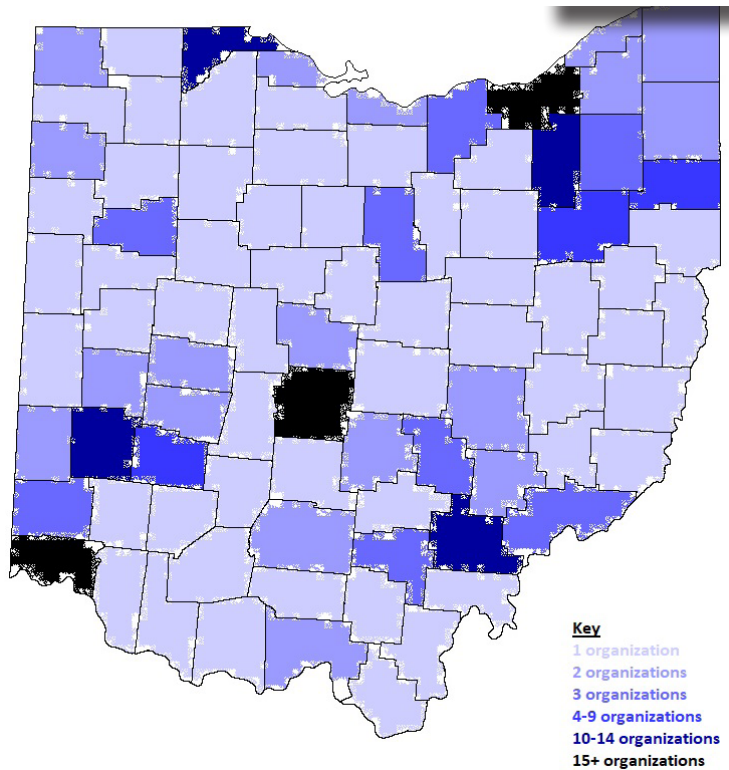 Key
1 organization
2 organizations
3 organizations
4-9 organizations
10-14 organizations
15+ organizations